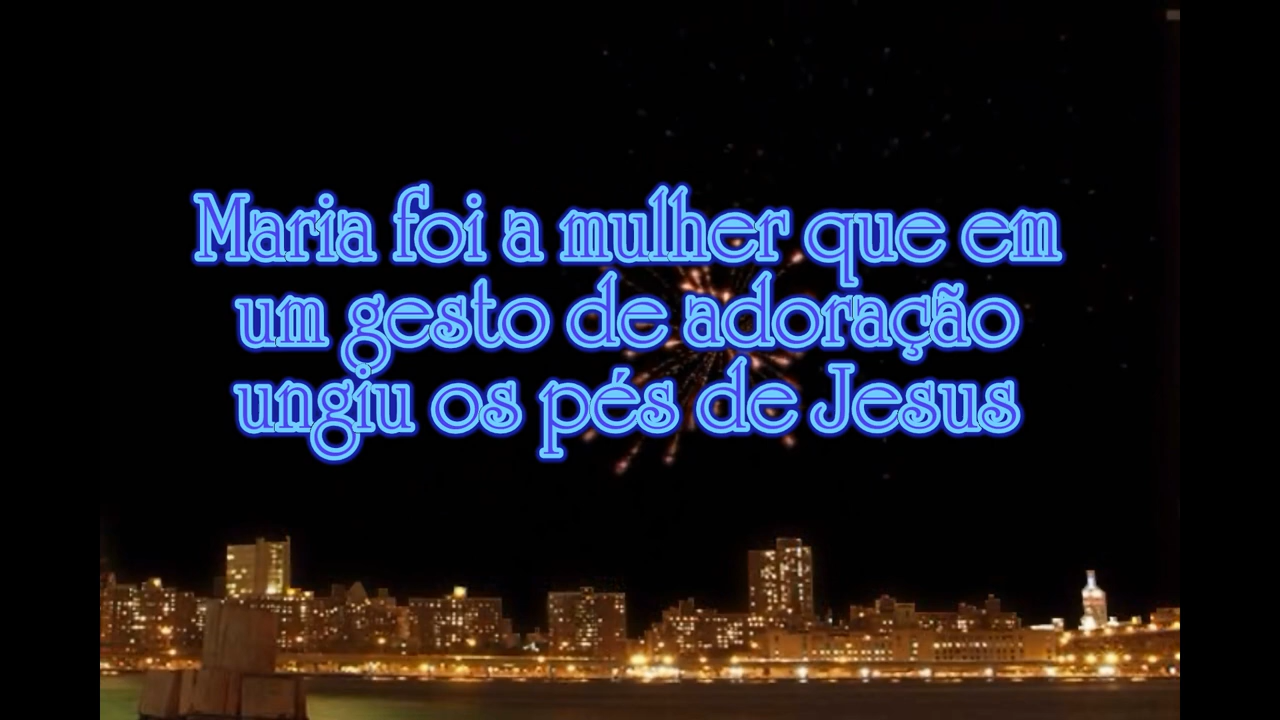 Maria foi a mulher que em
um gesto de adoração
ungiu os pés de Jesus